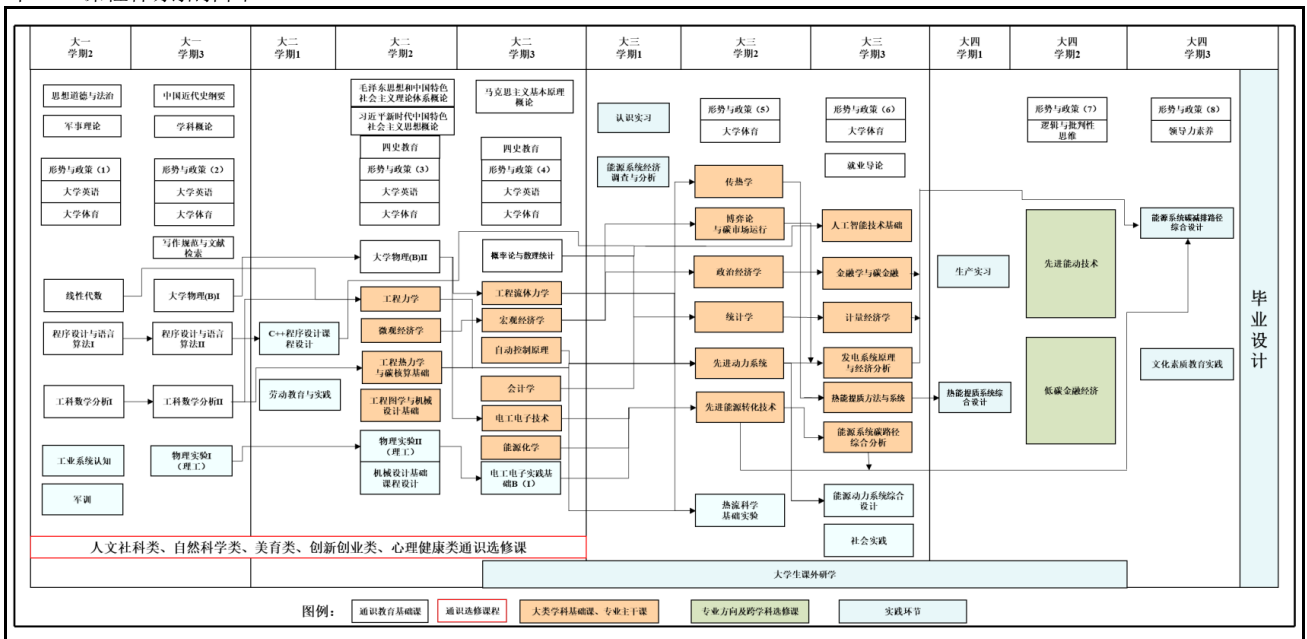 大一
学期2
大一
学期3
大二
学期1
大二
学期2
大二
学期3
大三
学期1
大三
学期2
大三
学期3
大四
学期1
大四
学期2
大四
学期3
思想道德与法治
军事理论
形势与政策（1）
大学英语
大学体育
线性代数
程序设计与语言
算法I
工科数学分析I
工业系统认知
军训
中国近代史纲要
学科概论
形势与政策（2）
大学英语
大学体育
写作规范与文献
检索
大学物理(B)I
程序设计与语言
算法II
工科数学分析II
物理实验I
（理工）
C++程序设计课
程设计
劳动教育与实践
毛泽东思想和中国特色
社会主义理论体系概论
习近平新时代中国特色
社会主义思想概论
四史教育
形势与政策（3）
大学英语
大学体育
大学物理(B)II
工程力学
微观经济学
工程热力学
与碳核算基础
工程图学与机械
设计基础
物理实验II
（理工）
机械设计基础
课程设计
马克思主义基本原理
概论
四史教育
形势与政策（4）
大学英语
大学体育
概率论与数理统计
工程流体力学
宏观经济学
自动控制原理
会计学
电工电子技术
能源化学
电工电子实践基
础B（I）
认识实习
能源系统经济
调查与分析
形势与政策（5）
大学体育
传热学
博弈论
与碳市场运行
政治经济学
统计学
先进动力系统
先进能源转化技术
热流科学
基础实验
形势与政策（6）
大学体育
就业导论
人工智能技术基础
金融学与碳金融
计量经济学
发电系统原理
与经济分析
热能提质方法与系统
能源系统碳路径
综合分析
能源动力系统综合
设计
社会实践
生产实习
热能提质系统综
合设计
形势与政策（7）
逻辑与批判性
思维
先进能动技术
低碳金融经济
形势与政策（8）
领导力素养
能源系统碳减排路径
综合设计
文化素质教育实践
毕业设计
人文社科类、自然科学类、美育类、创新创业类、心理健康类通识选修课
大学生课外研学
图例：
通识教育基础课
通识选修课程
大类学科基础课、专业主干课
专业方向及跨学科选修课
实践环节